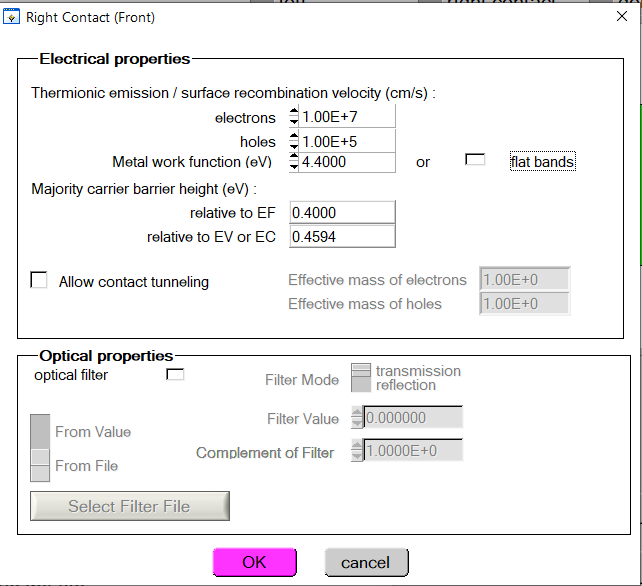 Right Contact (Front)
Electrical properties
Thermionic emission / surface recombination velocity (cm/s) :
electrons 1.00E+7
holes 1.00E+5
Metal work function (eV) 4.4000 or flat bands
Majority carrier barrier height (eV) :
relative to EF 0.4000
relative to EV or EC 0.4594
Allow contact tunneling Effective mass of electrons 1.00E+0
Effective mass of holes 1.00E+0
Optical properties
optical filter Filter Mode transmission
reflection
Filter Value 0.000000
From Value
Complement of Filter 1.0000E+0
From File
Select Filter File
OK cancel